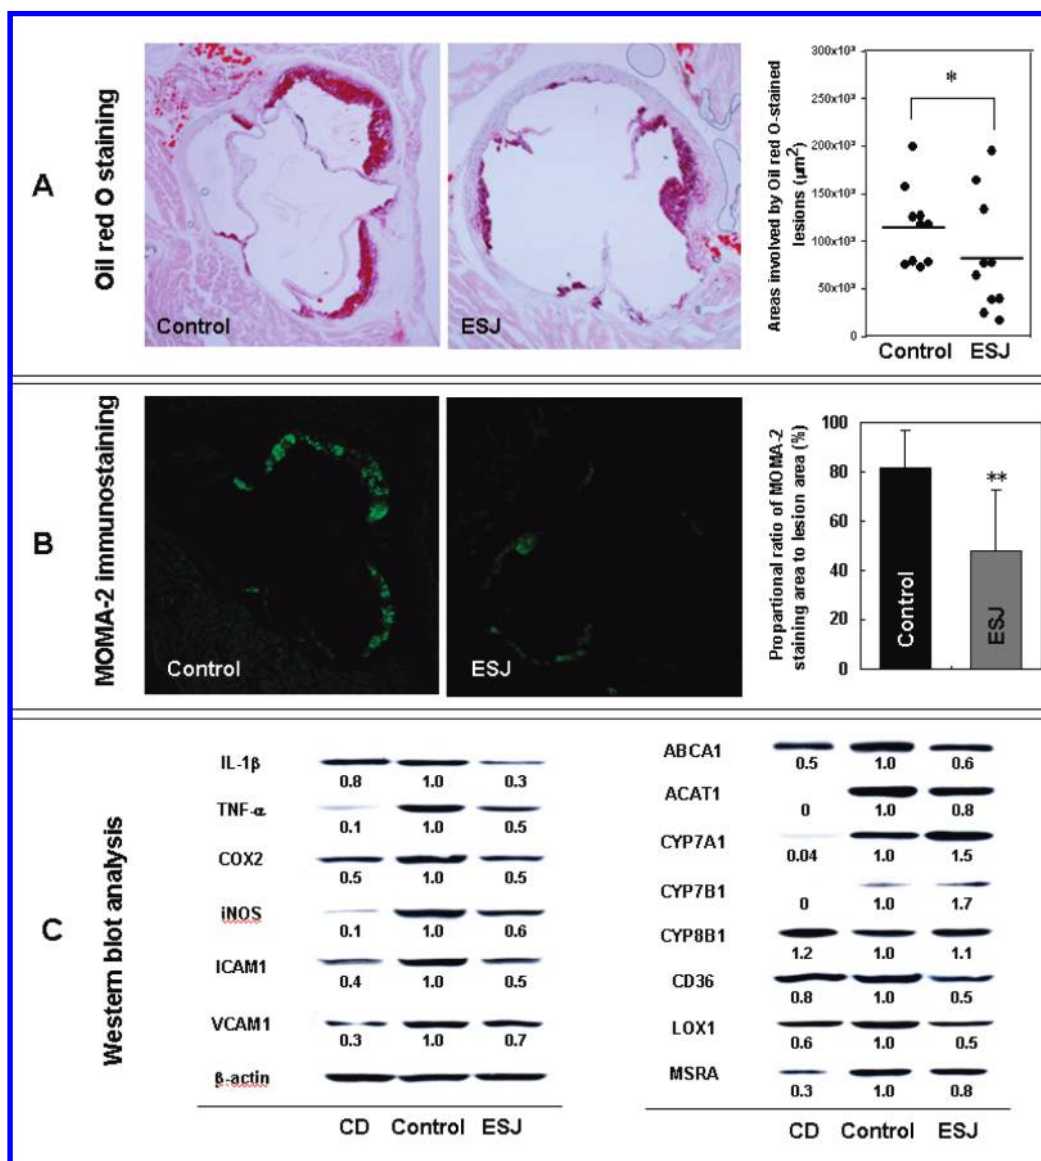 A
Oil red O staining
Control
ESJ
Areas involved by Oil red O-stained
lesions (µm²)
300x10³
250x10³
200x10³
150x10³
100x10³
50x10³
0
*
Control ESJ
B
MOMA-2 immunostaining
Control
ESJ
Propartional ratio of MOMA-2
staining area to lesion area (%)
100
80
60
40
20
0
**
Control
ESJ
C
Western blot analysis
IL-1β
0.8 1.0 0.3
TNF-α
0.1 1.0 0.5
COX2
0.5 1.0 0.5
iNOS
0.1 1.0 0.6
ICAM1
0.4 1.0 0.5
VCAM1
0.3 1.0 0.7
β-actin
CD Control ESJ
ABCA1
0.5 1.0 0.6
ACAT1
0 1.0 0.8
CYP7A1
0.04 1.0 1.5
CYP7B1
0 1.0 1.7
CYP8B1
1.2 1.0 1.1
CD36
0.8 1.0 0.5
LOX1
0.6 1.0 0.5
MSRA
0.3 1.0 0.8
CD Control ESJ